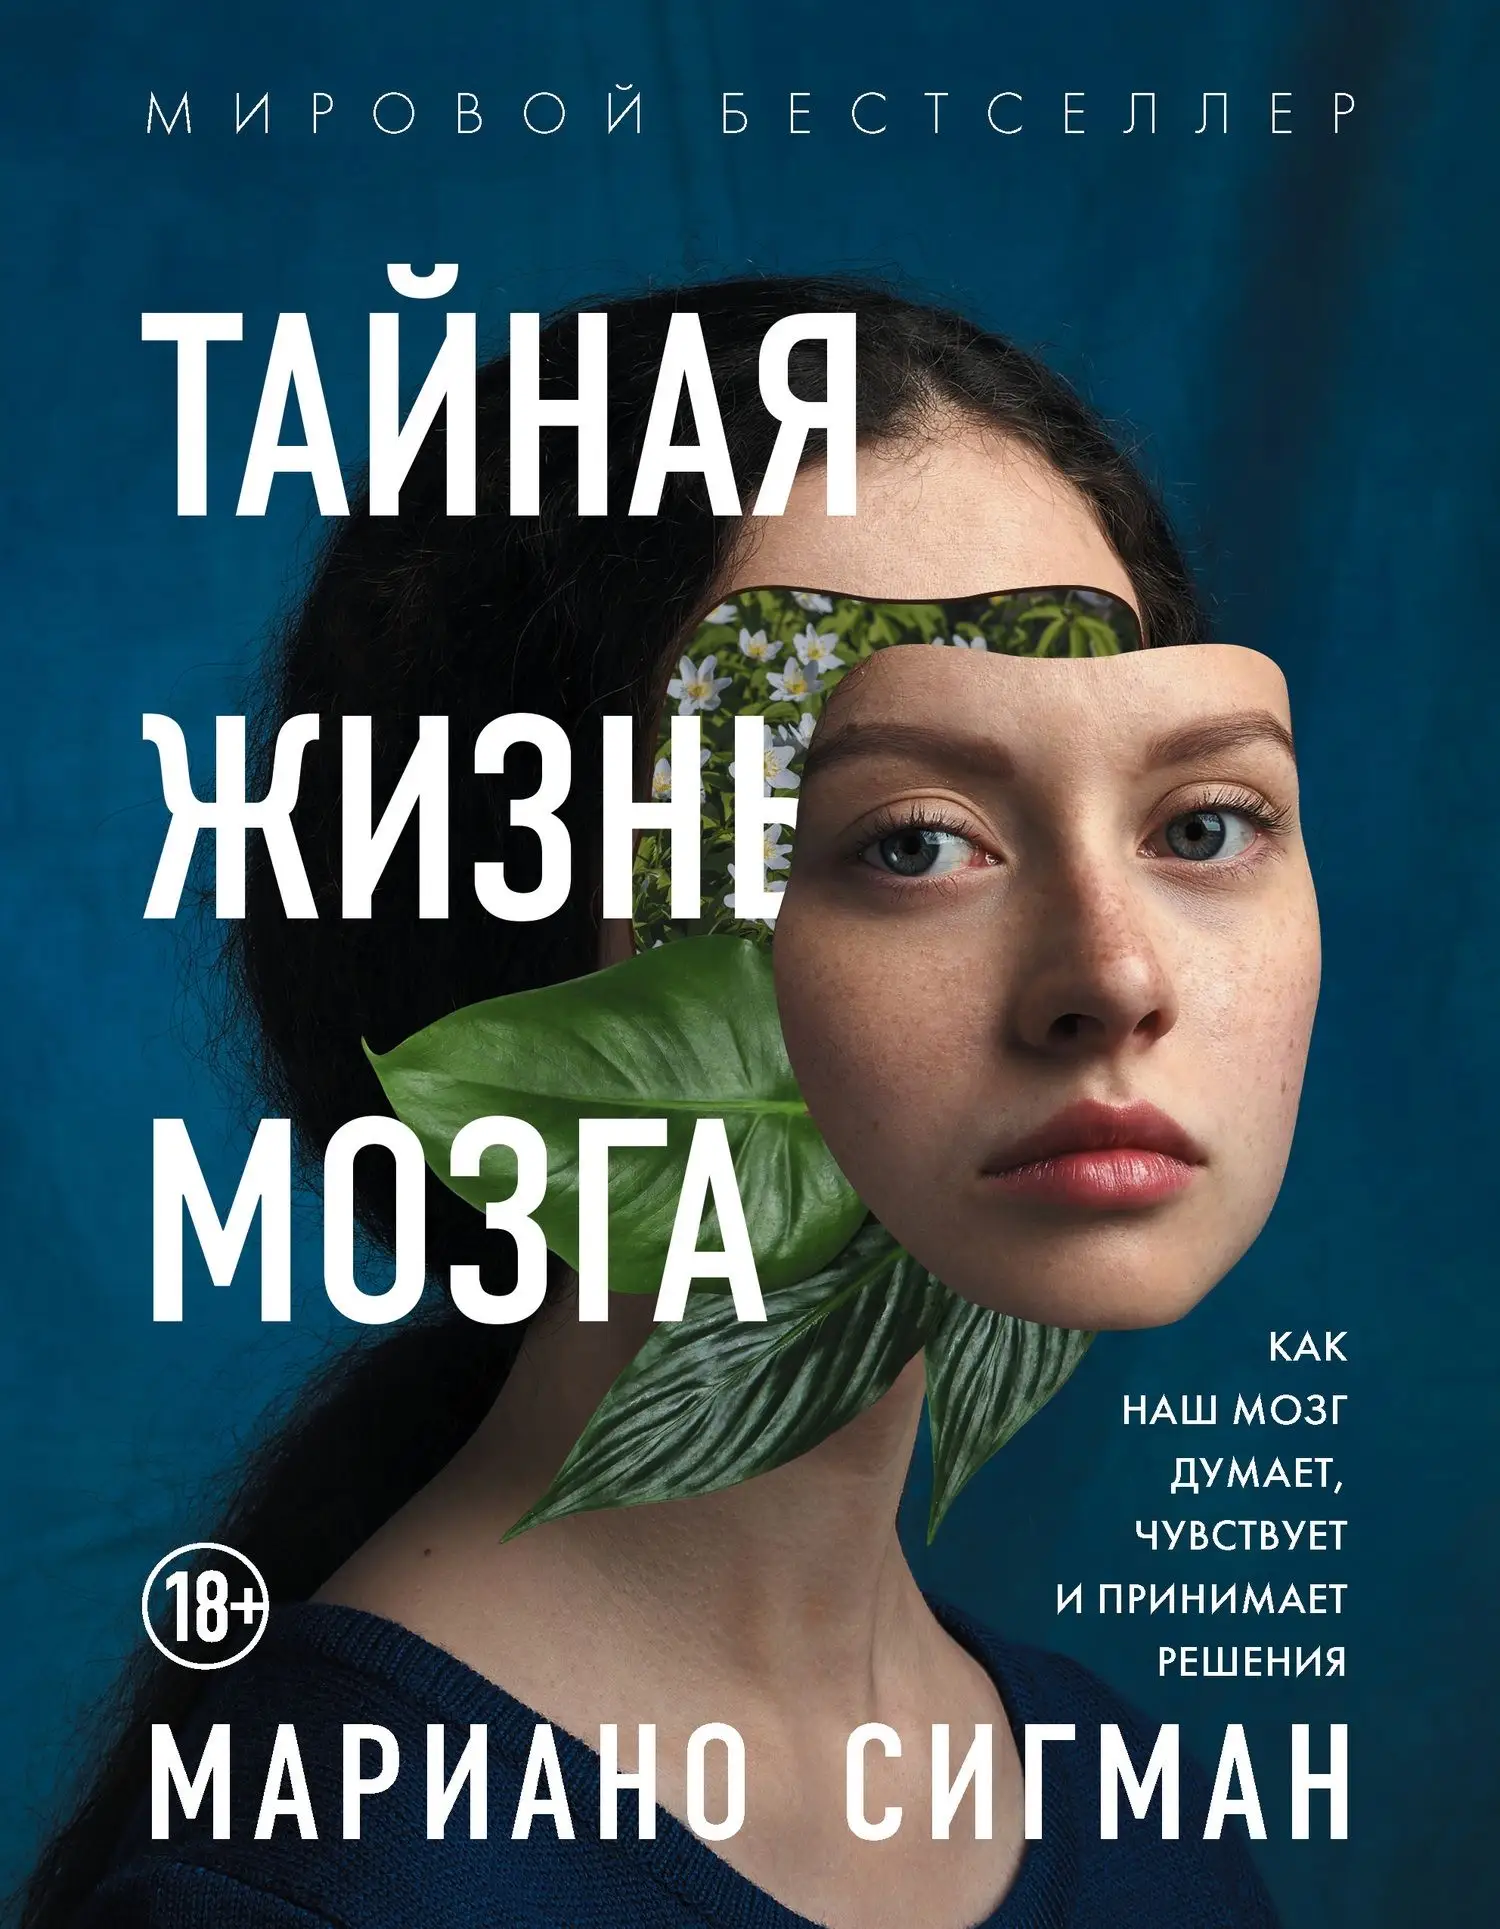 МИРОВОЙ БЕСТСЕЛЛЕР
ТАЙНАЯ
ЖИЗНЬ
МОЗГА
КАК
НАШ МОЗГ
ДУМАЕТ,
ЧУВСТВУЕТ
И ПРИНИМАЕТ
РЕШЕНИЯ
18+
МАРИАНО СИГМАН